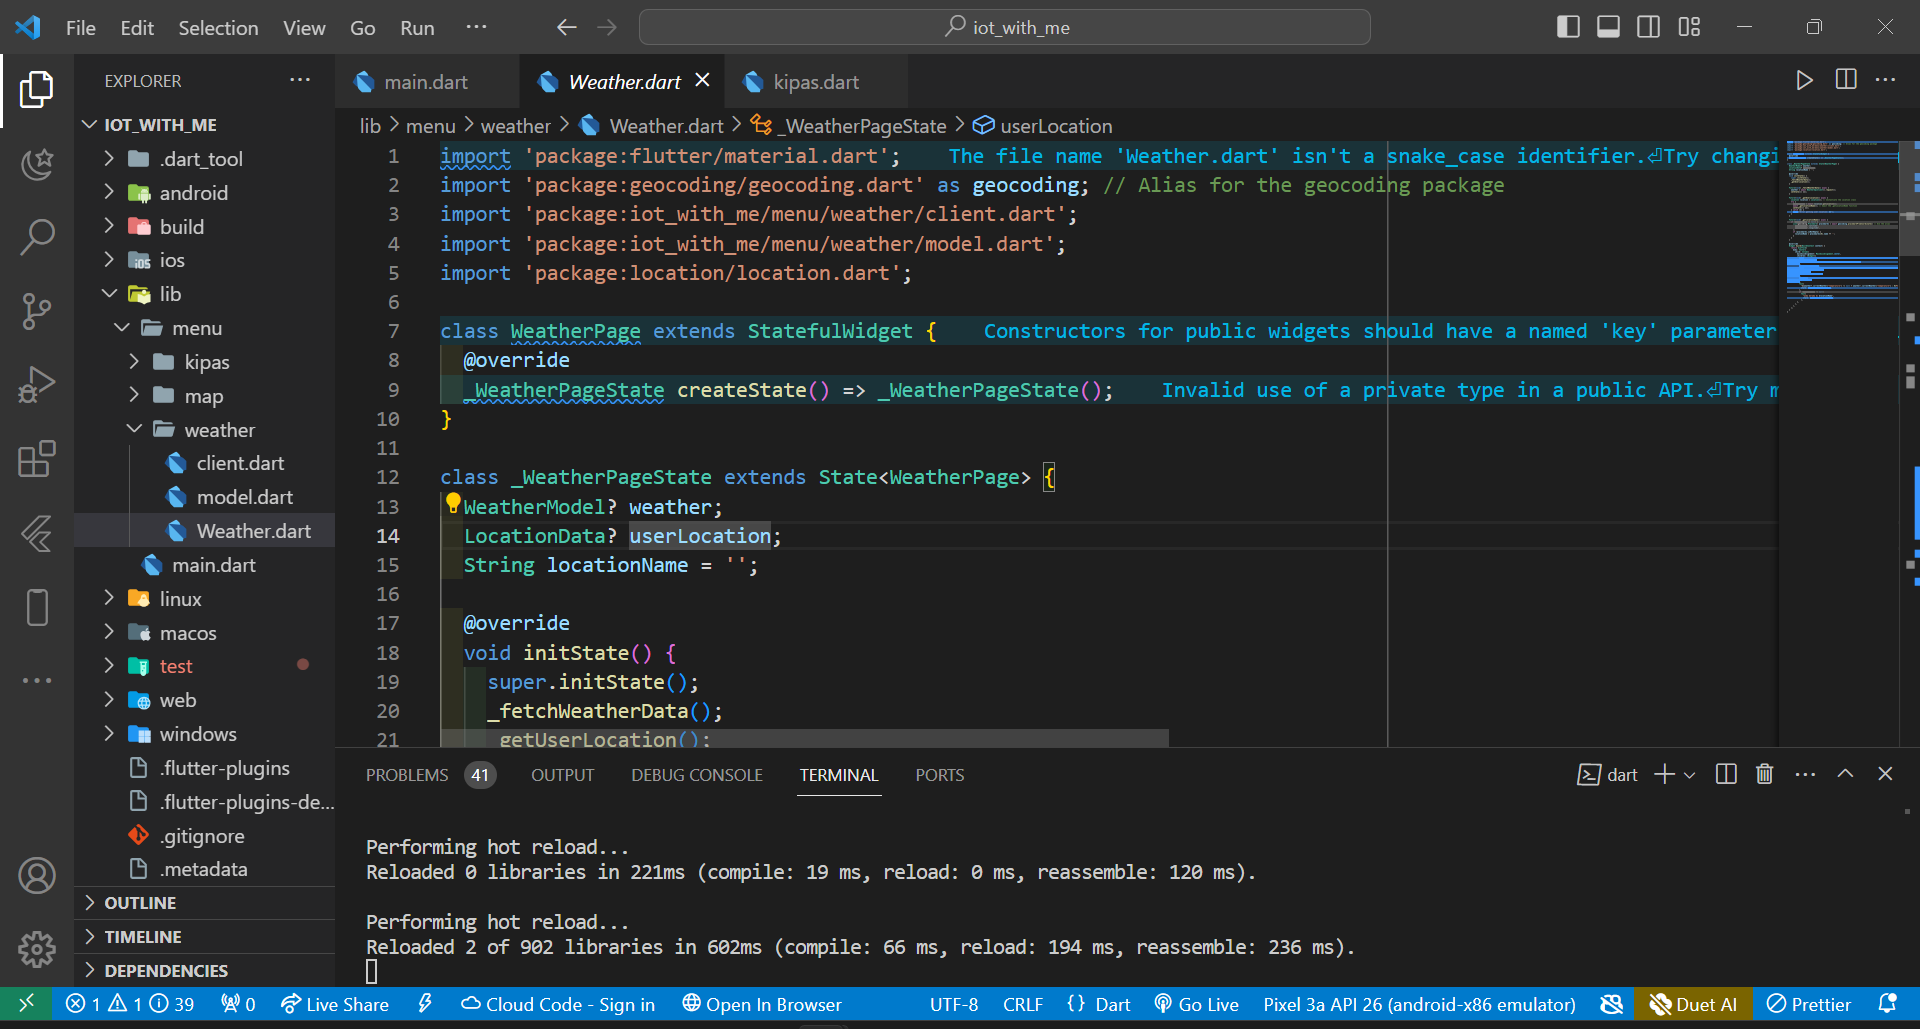 File Edit Selection View Go Run ··· iot_with_me
EXPLORER ···
IOT_WITH_ME
.dart_tool
android
build
ios
lib
menu
kipas
map
weather
client.dart
model.dart
Weather.dart
main.dart
linux
macos
test
web
windows
.flutter-plugins
.flutter-plugins-de...
.gitignore
.metadata
OUTLINE
TIMELINE
DEPENDENCIES
main.dart Weather.dart kipas.dart
lib > menu > weather > Weather.dart > _WeatherPageState > userLocation
1 import 'package:flutter/material.dart'; The file name 'Weather.dart' isn't a snake_case identifier.⏎Try changi
2 import 'package:geocoding/geocoding.dart' as geocoding; // Alias for the geocoding package
3 import 'package:iot_with_me/menu/weather/client.dart';
4 import 'package:iot_with_me/menu/weather/model.dart';
5 import 'package:location/location.dart';
6
7 class WeatherPage extends StatefulWidget { Constructors for public widgets should have a named 'key' parameter
8 @override
9 _WeatherPageState createState() => _WeatherPageState(); Invalid use of a private type in a public API.⏎Try m
10 }
11
12 class _WeatherPageState extends State<WeatherPage> {
13 WeatherModel? weather;
14 LocationData? userLocation;
15 String locationName = '';
16
17 @override
18 void initState() {
19 super.initState();
20 _fetchWeatherData();
21 getUserLocation();
PROBLEMS 41 OUTPUT DEBUG CONSOLE TERMINAL PORTS dart
Performing hot reload...
Reloaded 0 libraries in 221ms (compile: 19 ms, reload: 0 ms, reassemble: 120 ms).
Performing hot reload...
Reloaded 2 of 902 libraries in 602ms (compile: 66 ms, reload: 194 ms, reassemble: 236 ms).
1 1 39 0 Live Share Cloud Code - Sign in Open In Browser UTF-8 CRLF {} Dart Go Live Pixel 3a API 26 (android-x86 emulator) Duet AI Prettier